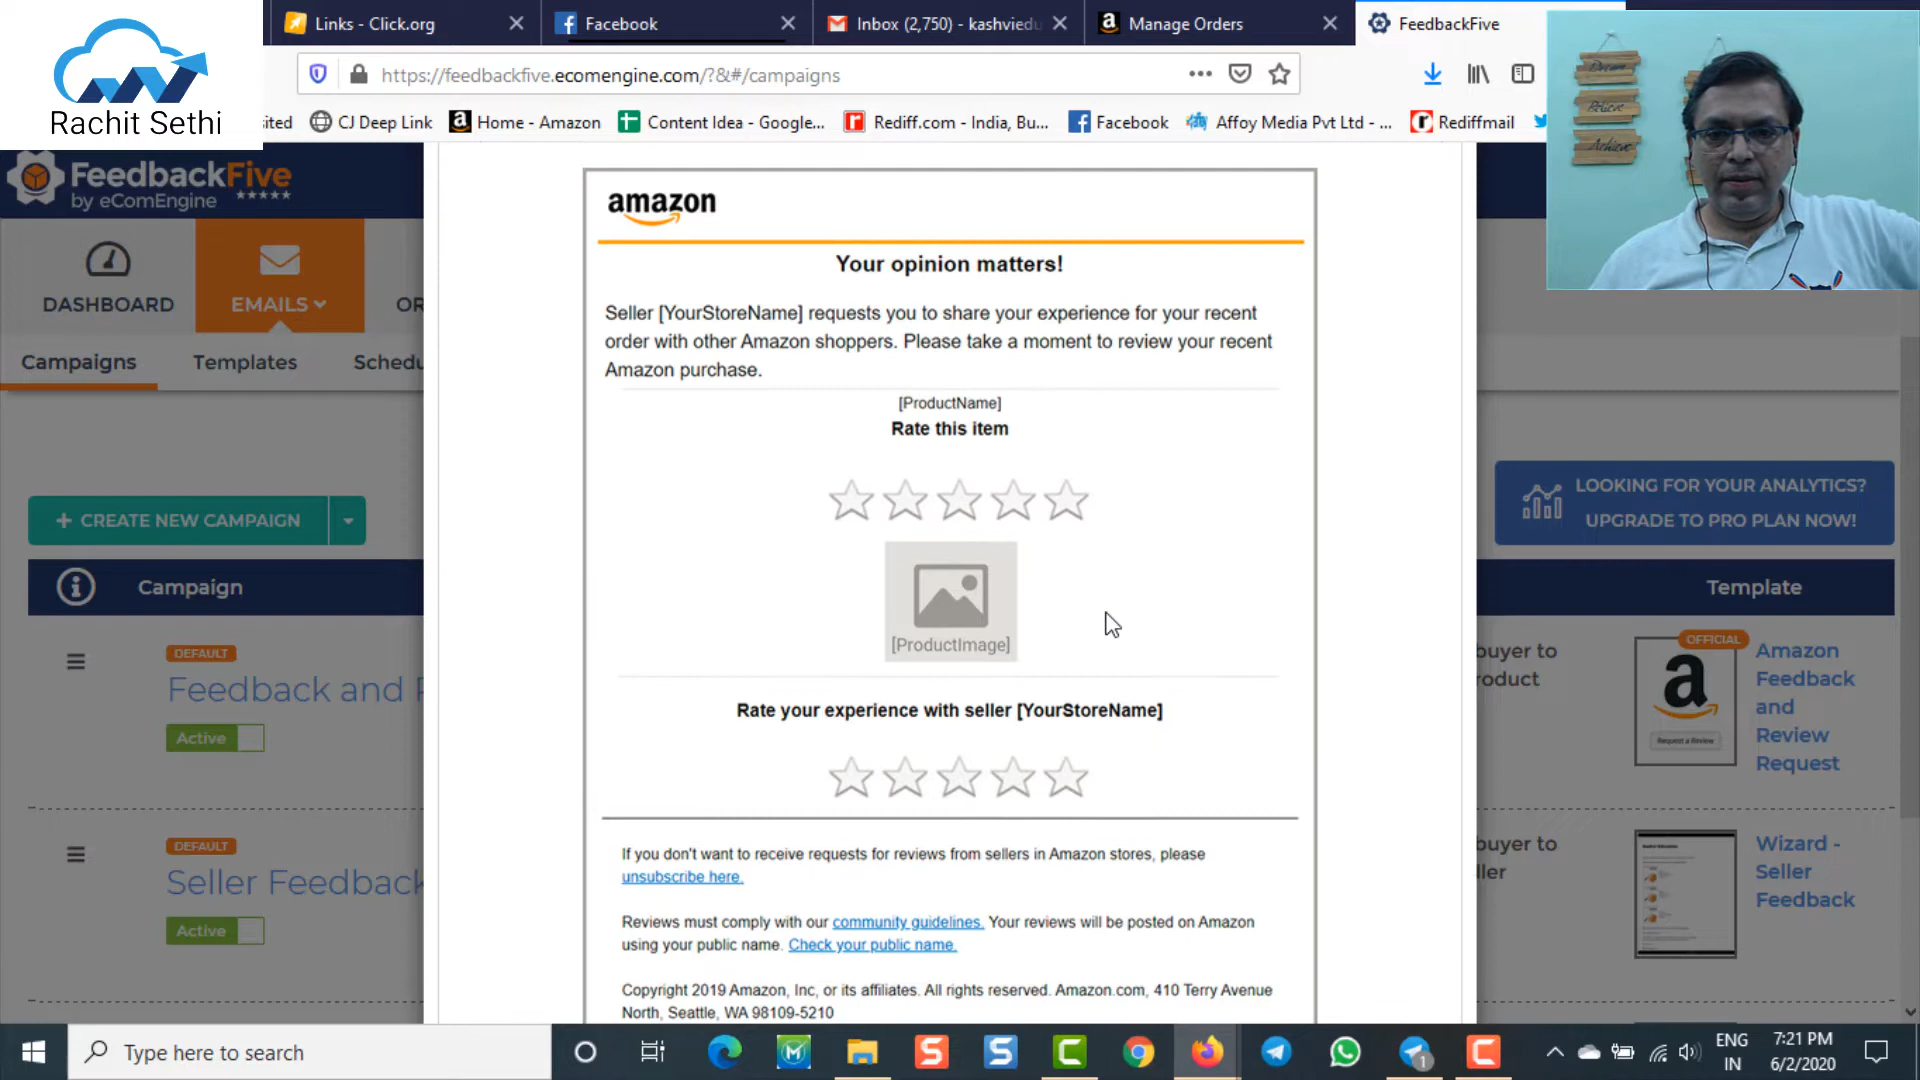 Links - Click.org
Facebook
Inbox (2,750) - kashviedu
Manage Orders
FeedbackFive
https://feedbackfive.ecomengine.com/?&#/campaigns
Rachit Sethi
sited
CJ Deep Link
Home - Amazon
Content Idea - Google...
Rediff.com - India, Bu...
Facebook
Affoy Media Pvt Ltd - ...
Rediffmail
Dream
Believe
Achieve
FeedbackFive
by eComEngine
DASHBOARD
EMAILS
OR
Campaigns
Templates
Schedu
CREATE NEW CAMPAIGN
LOOKING FOR YOUR ANALYTICS?
UPGRADE TO PRO PLAN NOW!
Campaign
Template
DEFAULT
Feedback and
Active
DEFAULT
Seller Feedback
Active
amazon
Your opinion matters!
Seller [YourStoreName] requests you to share your experience for your recent
order with other Amazon shoppers. Please take a moment to review your recent
Amazon purchase.
[ProductName]
Rate this item
[ProductImage]
Rate your experience with seller [YourStoreName]
If you don't want to receive requests for reviews from sellers in Amazon stores, please
unsubscribe here.
Reviews must comply with our community guidelines. Your reviews will be posted on Amazon
using your public name. Check your public name.
Copyright 2019 Amazon, Inc, or its affiliates. All rights reserved. Amazon.com, 410 Terry Avenue
North, Seattle, WA 98109-5210
buyer to
roduct
OFFICIAL
a
Request a Review
Amazon
Feedback
and
Review
Request
buyer to
ller
Wizard -
Seller
Feedback
Type here to search
1
ENG
IN
7:21 PM
6/2/2020